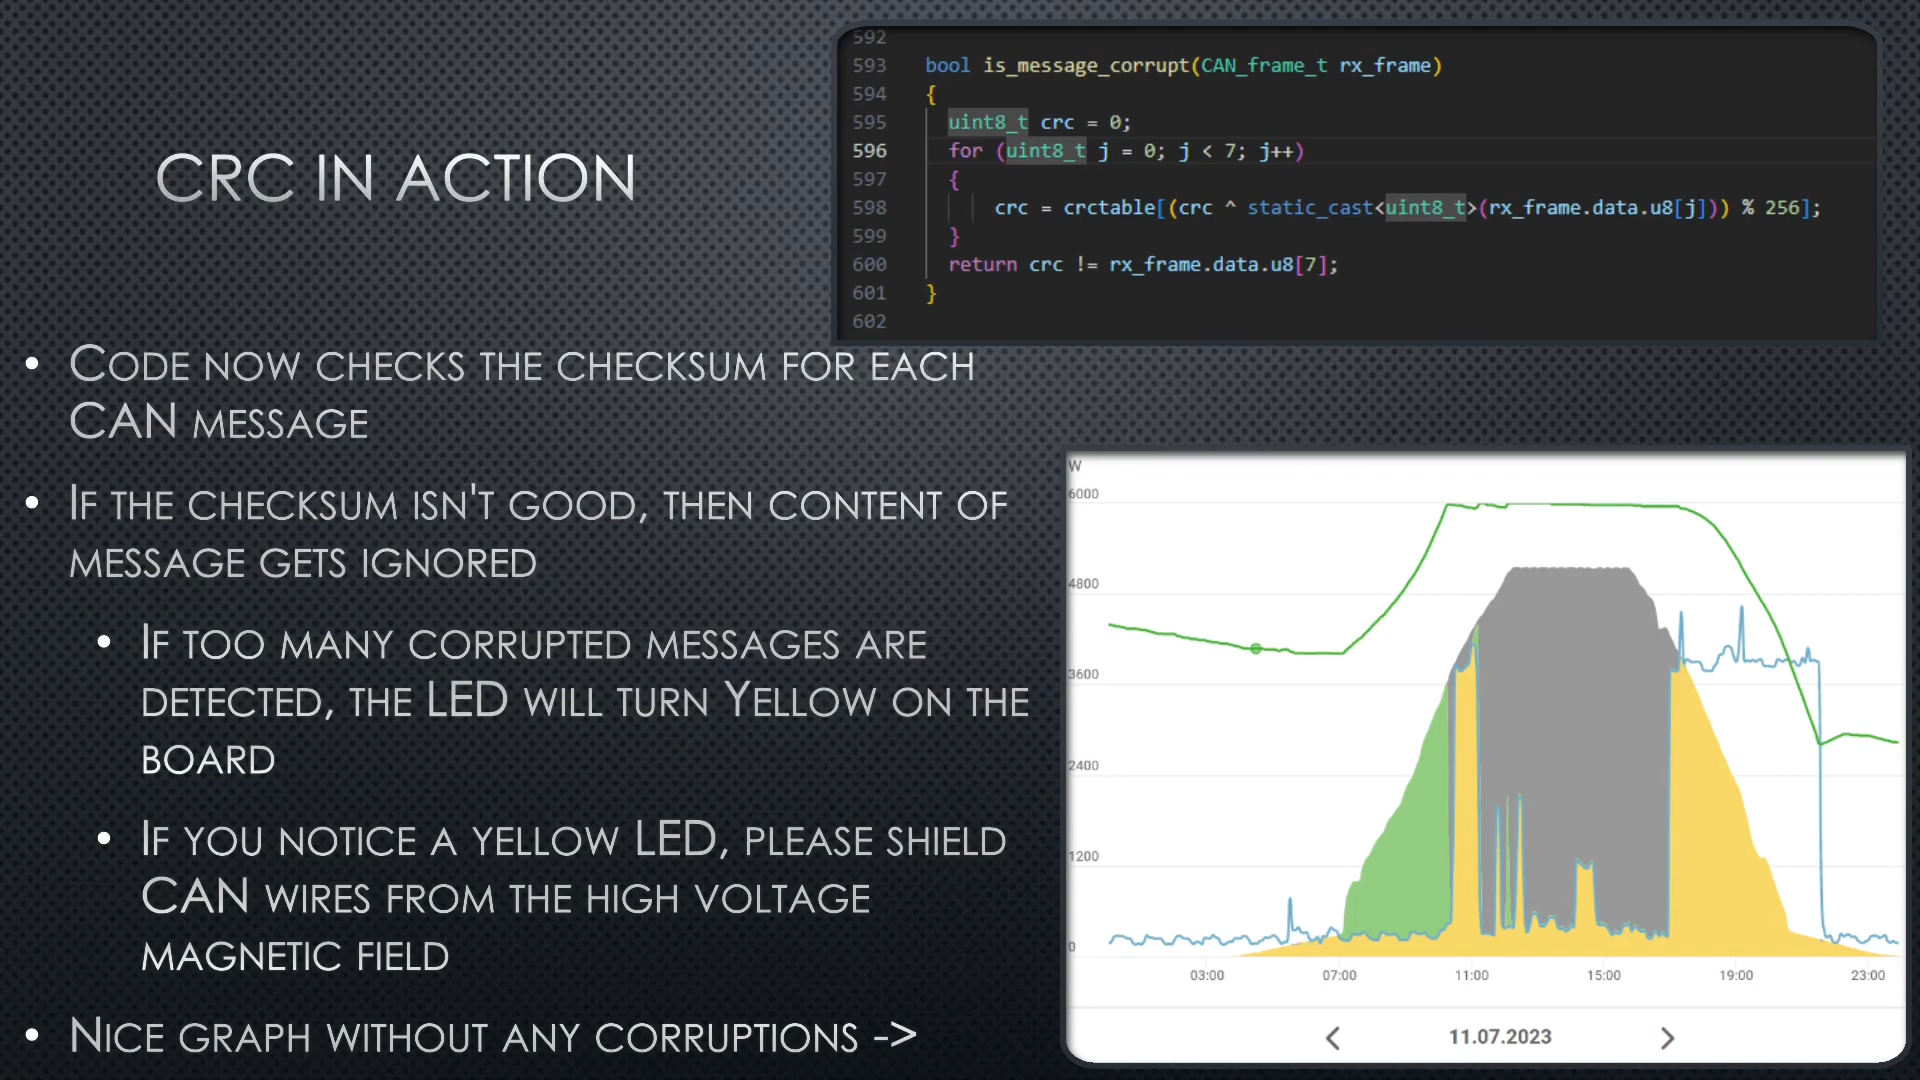 CRC IN ACTION
592
593 bool is_message_corrupt(CAN_frame_t rx_frame)
594 {
595 uint8_t crc = 0;
596 for (uint8_t j = 0; j < 7; j++)
597 {
598 crc = crctable[(crc ^ static_cast<uint8_t>(rx_frame.data.u8[j])) % 256];
599 }
600 return crc != rx_frame.data.u8[7];
601 }
602
• CODE NOW CHECKS THE CHECKSUM FOR EACH
CAN MESSAGE
• IF THE CHECKSUM ISN'T GOOD, THEN CONTENT OF
MESSAGE GETS IGNORED
• IF TOO MANY CORRUPTED MESSAGES ARE
DETECTED, THE LED WILL TURN YELLOW ON THE
BOARD
• IF YOU NOTICE A YELLOW LED, PLEASE SHIELD
CAN WIRES FROM THE HIGH VOLTAGE
MAGNETIC FIELD
• NICE GRAPH WITHOUT ANY CORRUPTIONS ->
W
6000
4800
3600
2400
1200
0
03:00 07:00 11:00 15:00 19:00 23:00
< 11.07.2023 >